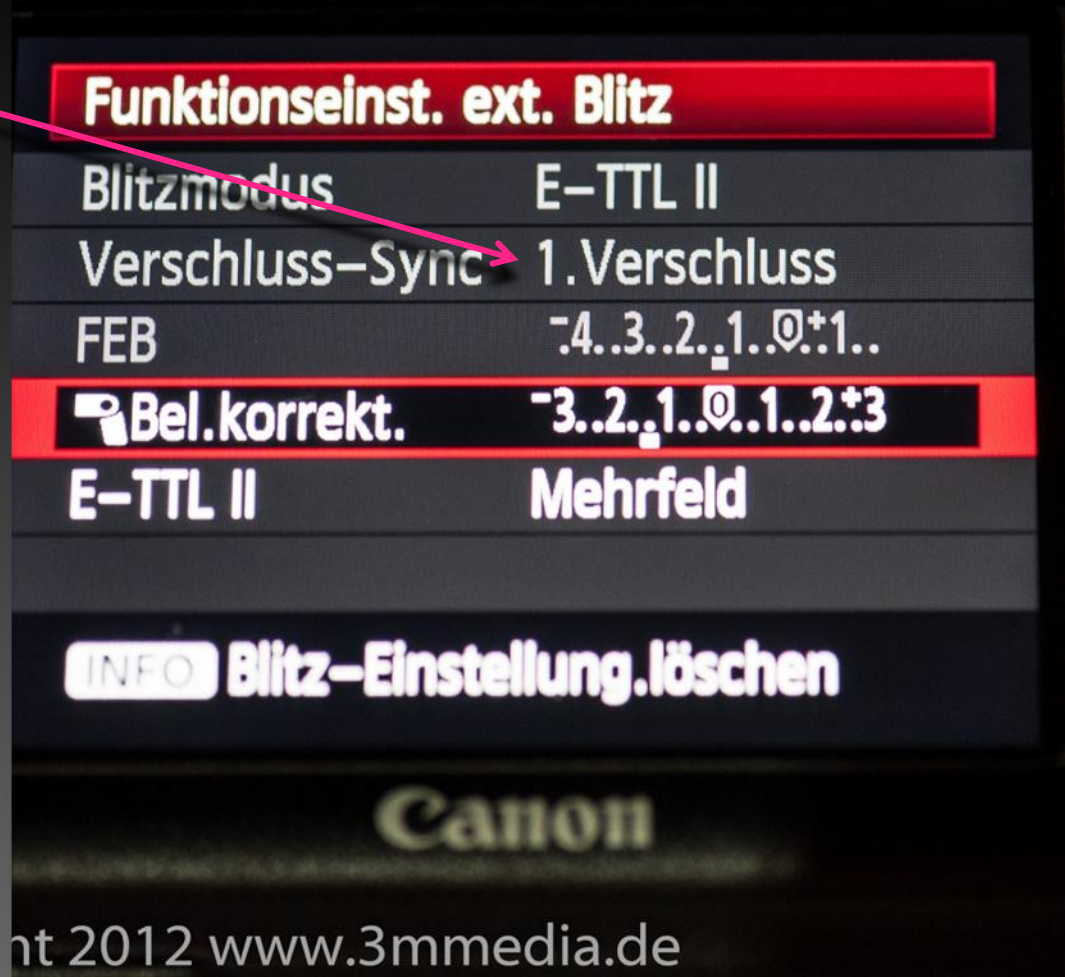 Funktionseinst. ext. Blitz
Blitzmodus E-TTL II
Verschluss-Sync 1.Verschluss
FEB -.4..3..2..1..0.+.1..
Bel.korrekt. -3..2..1..0..1..2.+3
E-TTL II Mehrfeld
INFO Blitz-Einstellung.löschen
Canon
2012 www.3mmedia.de